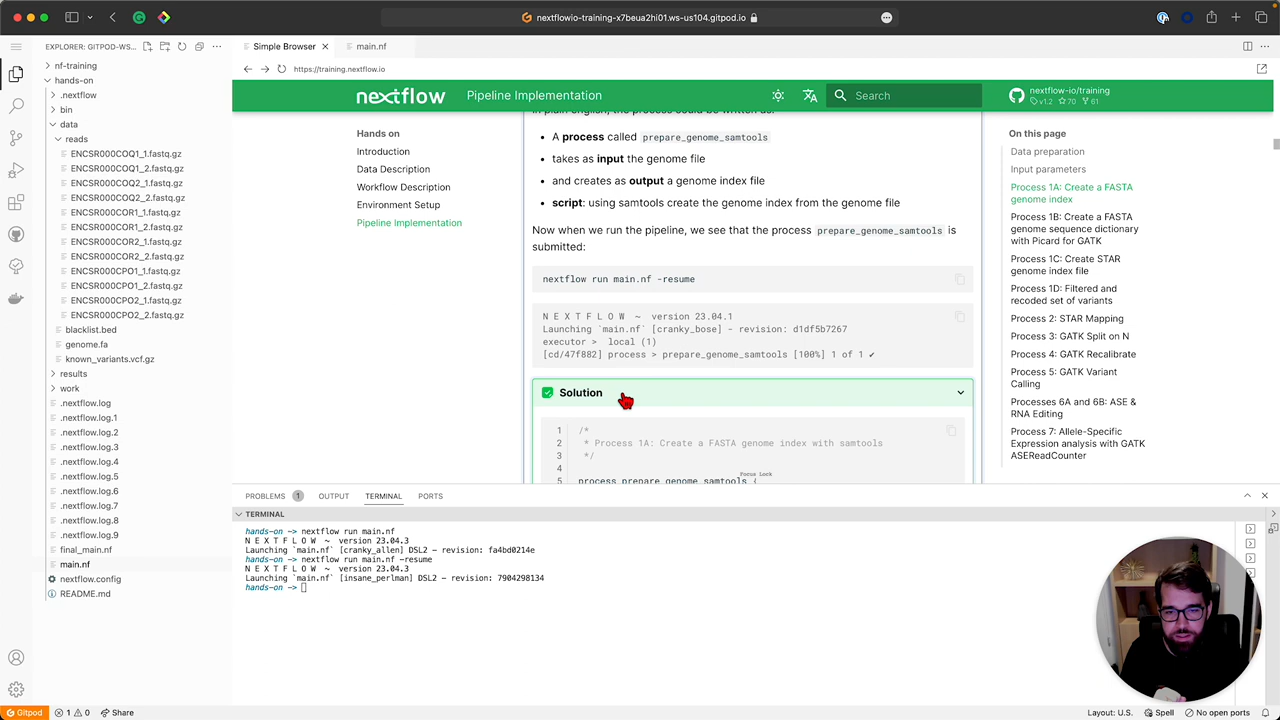 nextflowio-training-x7beua2hi01.ws-us104.gitpod.io
EXPLORER: GITPOD-WS...
nf-training
hands-on
.nextflow
bin
data
reads
ENCSR000COQ1_1.fastq.gz
ENCSR000COQ1_2.fastq.gz
ENCSR000COQ2_1.fastq.gz
ENCSR000COQ2_2.fastq.gz
ENCSR000COR1_1.fastq.gz
ENCSR000COR1_2.fastq.gz
ENCSR000COR2_1.fastq.gz
ENCSR000COR2_2.fastq.gz
ENCSR000CPO1_1.fastq.gz
ENCSR000CPO1_2.fastq.gz
ENCSR000CPO2_1.fastq.gz
ENCSR000CPO2_2.fastq.gz
blacklist.bed
genome.fa
known_variants.vcf.gz
results
work
.nextflow.log
.nextflow.log.1
.nextflow.log.2
.nextflow.log.3
.nextflow.log.4
.nextflow.log.5
.nextflow.log.6
.nextflow.log.7
.nextflow.log.8
.nextflow.log.9
final_main.nf
main.nf
nextflow.config
README.md
Simple Browser
main.nf
https://training.nextflow.io
nextflow
Pipeline Implementation
Search
nextflow-io/training
v1.2 70 61
Hands on
Introduction
Data Description
Workflow Description
Environment Setup
Pipeline Implementation
In plain english, the process could be written as:
• A process called prepare_genome_samtools
• takes as input the genome file
• and creates as output a genome index file
• script: using samtools create the genome index from the genome file
Now when we run the pipeline, we see that the process prepare_genome_samtools is
submitted:
nextflow run main.nf -resume
N E X T F L O W ~ version 23.04.1
Launching `main.nf` [cranky_bose] - revision: d1df5b7267
executor > local (1)
[cd/47f882] process > prepare_genome_samtools [100%] 1 of 1 ✔
Solution
1 /*
2 * Process 1A: Create a FASTA genome index with samtools
3 */
4
Focus Lock
5 process prepare_genome_samtools {
On this page
Data preparation
Input parameters
Process 1A: Create a FASTA
genome index
Process 1B: Create a FASTA
genome sequence dictionary
with Picard for GATK
Process 1C: Create STAR
genome index file
Process 1D: Filtered and
recoded set of variants
Process 2: STAR Mapping
Process 3: GATK Split on N
Process 4: GATK Recalibrate
Process 5: GATK Variant
Calling
Processes 6A and 6B: ASE &
RNA Editing
Process 7: Allele-Specific
Expression analysis with GATK
ASEReadCounter
PROBLEMS 1 OUTPUT TERMINAL PORTS
TERMINAL
hands-on -> nextflow run main.nf
N E X T F L O W ~ version 23.04.3
Launching `main.nf` [cranky_allen] DSL2 - revision: fa4bd0214e
hands-on -> nextflow run main.nf -resume
N E X T F L O W ~ version 23.04.3
Launching `main.nf` [insane_perlman] DSL2 - revision: 7904298134
hands-on ->
Gitpod 1 0 Share
Layout: U.S. Spell No open ports